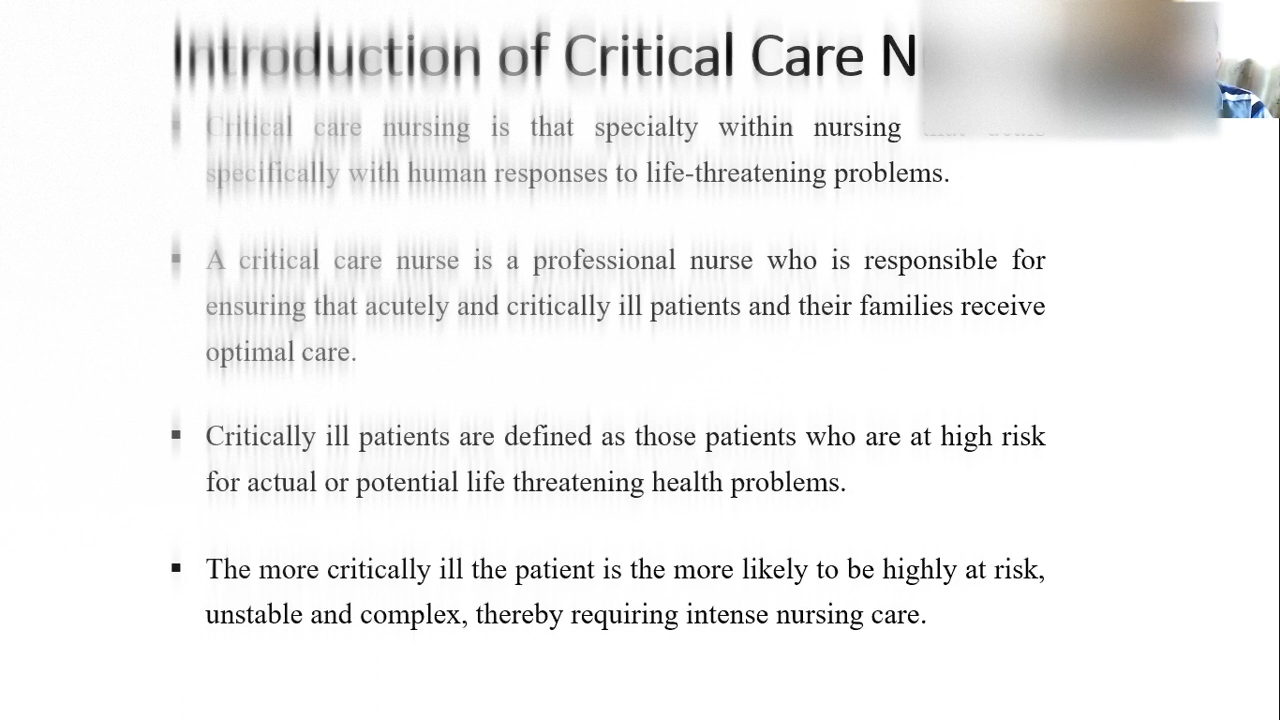 Introduction of Critical Care N
▪ Critical care nursing is that specialty within nursing
specifically with human responses to life-threatening problems.
▪ A critical care nurse is a professional nurse who is responsible for
ensuring that acutely and critically ill patients and their families receive
optimal care.
▪ Critically ill patients are defined as those patients who are at high risk
for actual or potential life threatening health problems.
▪ The more critically ill the patient is the more likely to be highly at risk,
unstable and complex, thereby requiring intense nursing care.